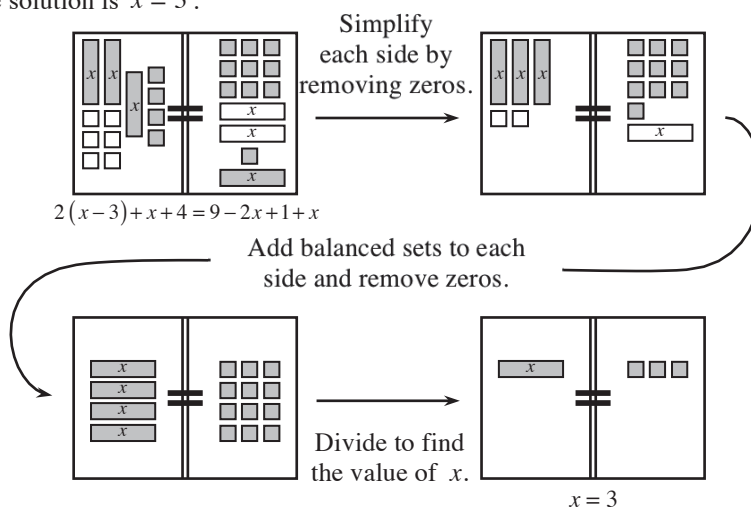 e solution is x = 3 .
Simplify
each side by
removing zeros.
x x x x x x
x x x x
2(x − 3) + x + 4 = 9 − 2x + 1 + x
Add balanced sets to each
side and remove zeros.
x
x
x
x
x
Divide to find
the value of x.
x = 3